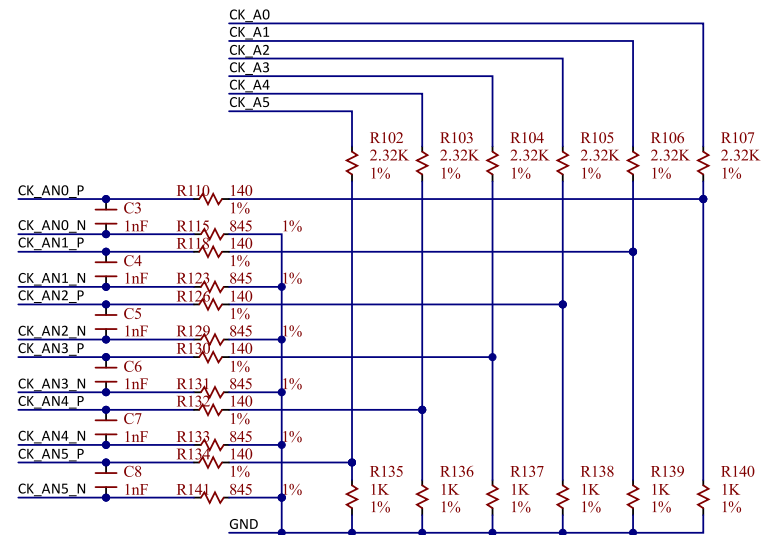 CK_A0
CK_A1
CK_A2
CK_A3
CK_A4
CK_A5
R102 R103 R104 R105 R106 R107
2.32K 2.32K 2.32K 2.32K 2.32K 2.32K
1% 1% 1% 1% 1% 1%
CK_AN0_P R110 140
C3 1%
CK_AN0_N 1nF R115 845 1%
CK_AN1_P R118 140
C4 1%
CK_AN1_N 1nF R123 845 1%
CK_AN2_P R126 140
C5 1%
CK_AN2_N 1nF R129 845 1%
CK_AN3_P R130 140
C6 1%
CK_AN3_N 1nF R131 845 1%
CK_AN4_P R132 140
C7 1%
CK_AN4_N 1nF R133 845 1%
CK_AN5_P R134 140
C8 1%
CK_AN5_N 1nF R141 845 1%
R135 R136 R137 R138 R139 R140
1K 1K 1K 1K 1K 1K
1% 1% 1% 1% 1% 1%
GND